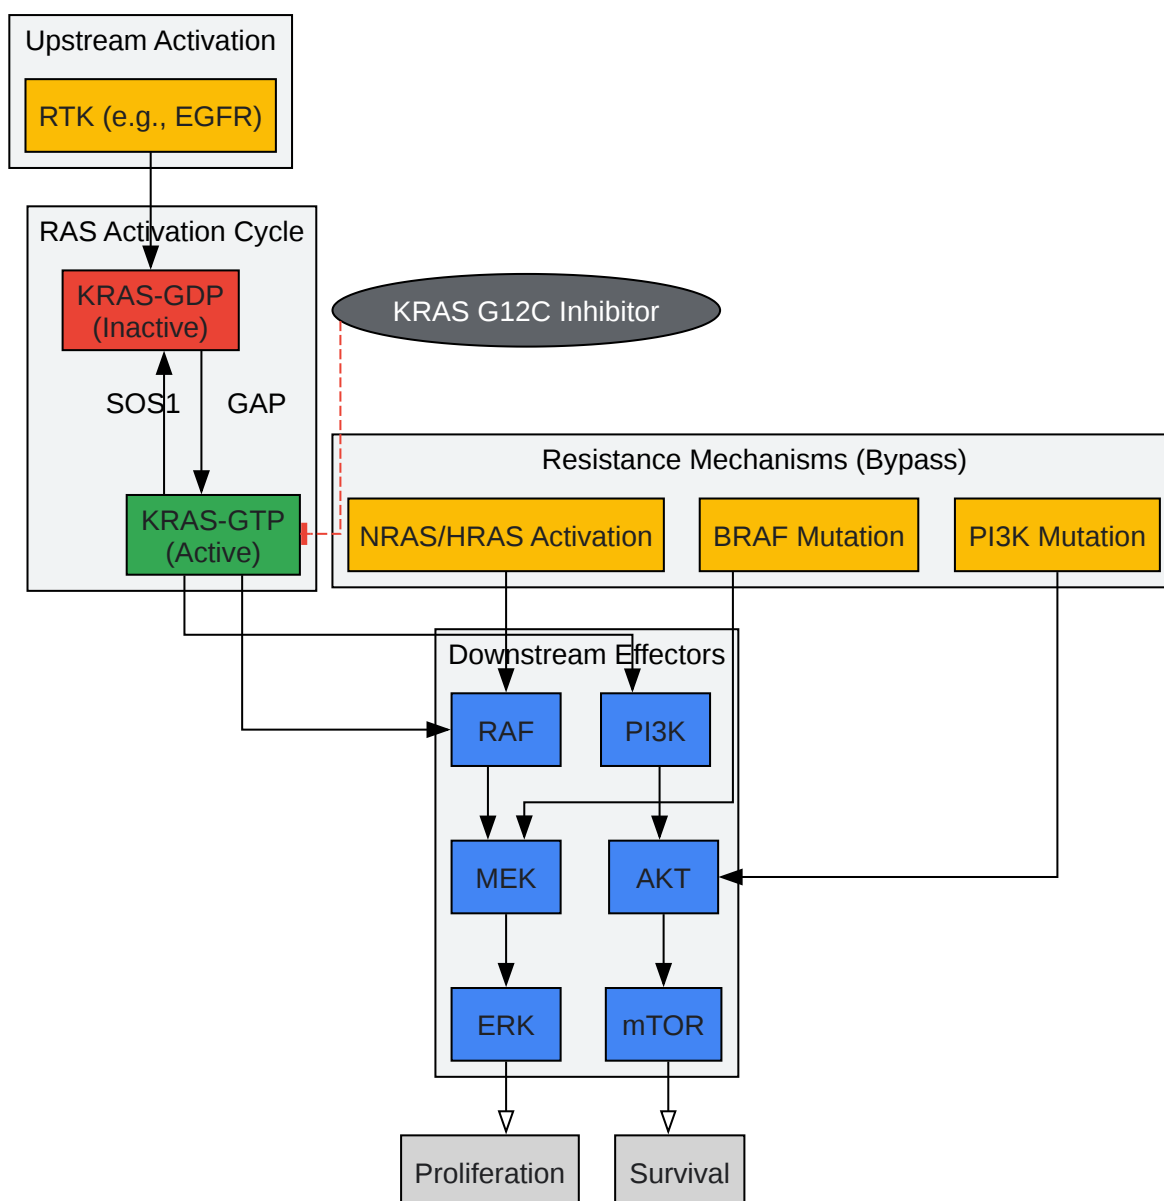 Upstream Activation
RTK (e.g., EGFR)
RAS Activation Cycle
KRAS-GDP
(Inactive)
KRAS G12C Inhibitor
SOS1
GAP
Resistance Mechanisms (Bypass)
KRAS-GTP
(Active)
NRAS/HRAS Activation
BRAF Mutation
PI3K Mutation
Downstream Effectors
RAF
PI3K
MEK
AKT
ERK
mTOR
Proliferation
Survival